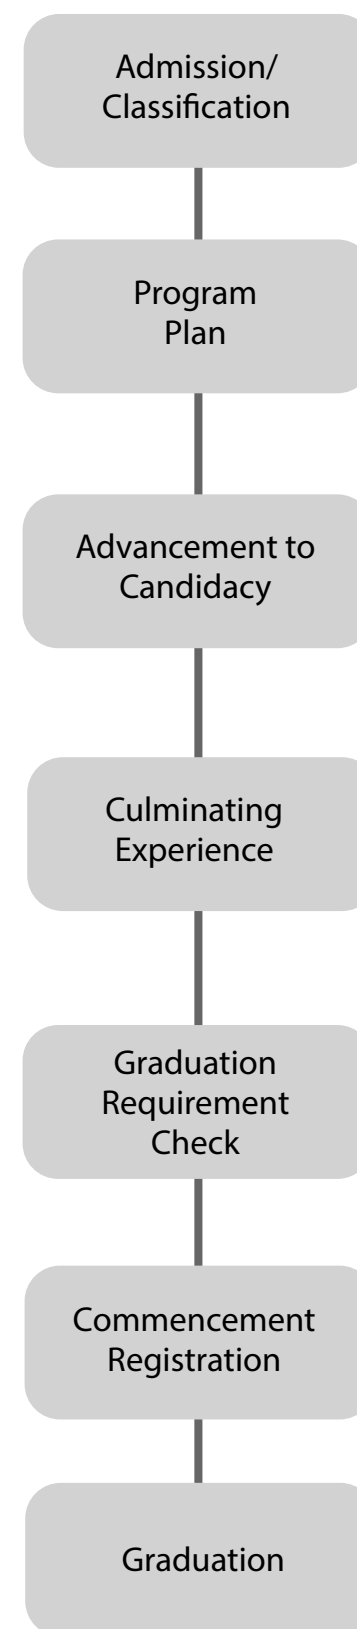 Admission/
Classification
Program
Plan
Advancement to
Candidacy
Culminating
Experience
Graduation
Requirement
Check
Commencement
Registration
Graduation